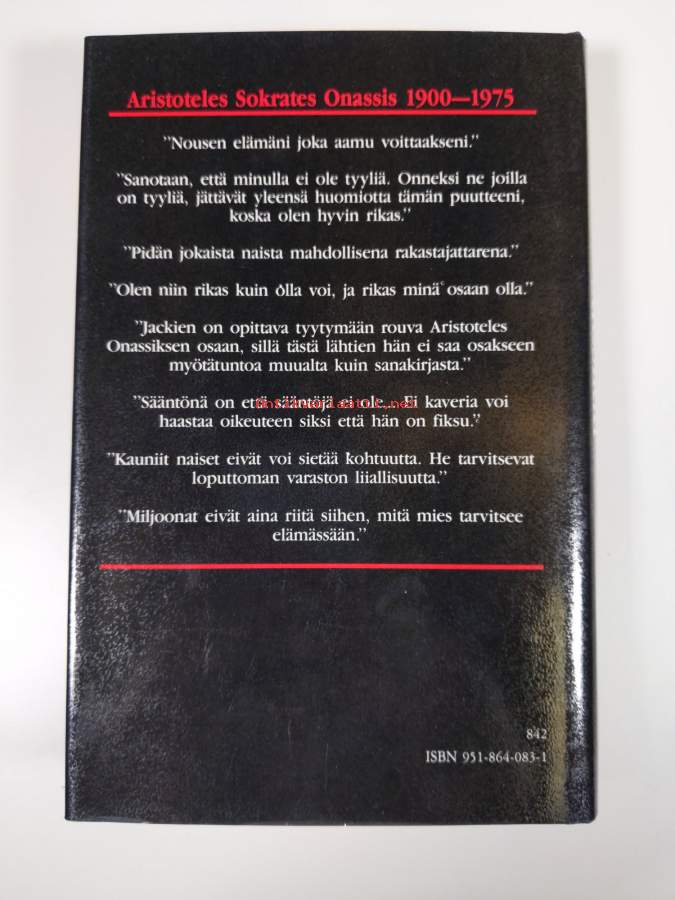 Aristoteles Sokrates Onassis 1900—1975
”Nousen elämäni joka aamu voittaakseni.”
”Sanotaan, että minulla ei ole tyyliä. Onneksi ne joilla
on tyyliä, jättävät yleensä huomiotta tämän puutteeni,
koska olen hyvin rikas.”
”Pidän jokaista naista mahdollisena rakastajattarena.”
”Olen niin rikas kuin olla voi, ja rikas minä osaan olla.”
”Jackien on opittava tyytymään rouva Aristoteles
Onassiksen osaan, sillä tästä lähtien hän ei saa osakseen
myötätuntoa muualta kuin sanakirjasta.”
”Sääntönä on että sääntöjä ei ole... Ei kaveria voi
haastaa oikeuteen siksi että hän on fiksu.”
”Kauniit naiset eivät voi sietää kohtuutta. He tarvitsevat
loputtoman varaston liiallisuutta.”
”Miljoonat eivät aina riitä siihen, mitä mies tarvitsee
elämässään.”
842
ISBN 951-864-083-1